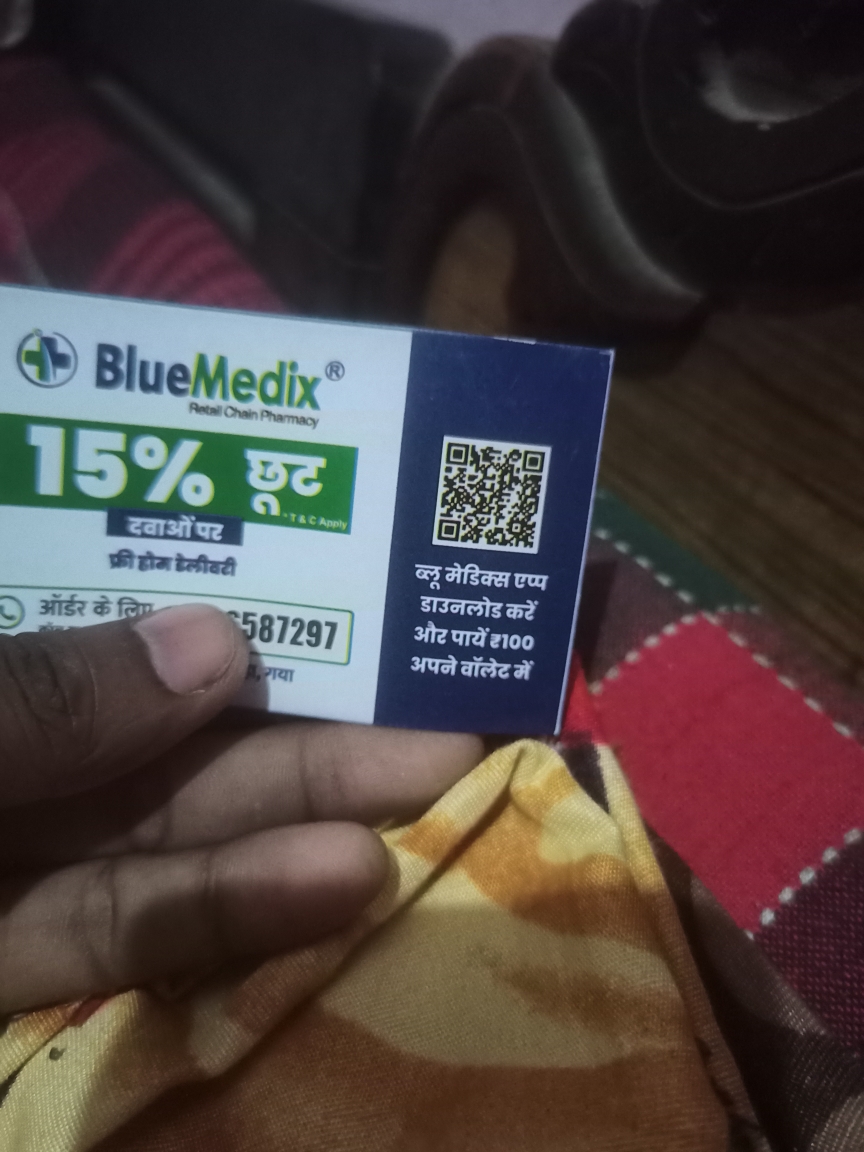 BlueMedix®
Retail Chain Pharmacy
15% छूट
*T & C Apply
दवाओं पर
फ्री होम डेलीवरी
ऑर्डर के लिए
587297
गया
ब्लू मेडिक्स एप्प
डाउनलोड करें
और पायें ₹100
अपने वॉलेट में